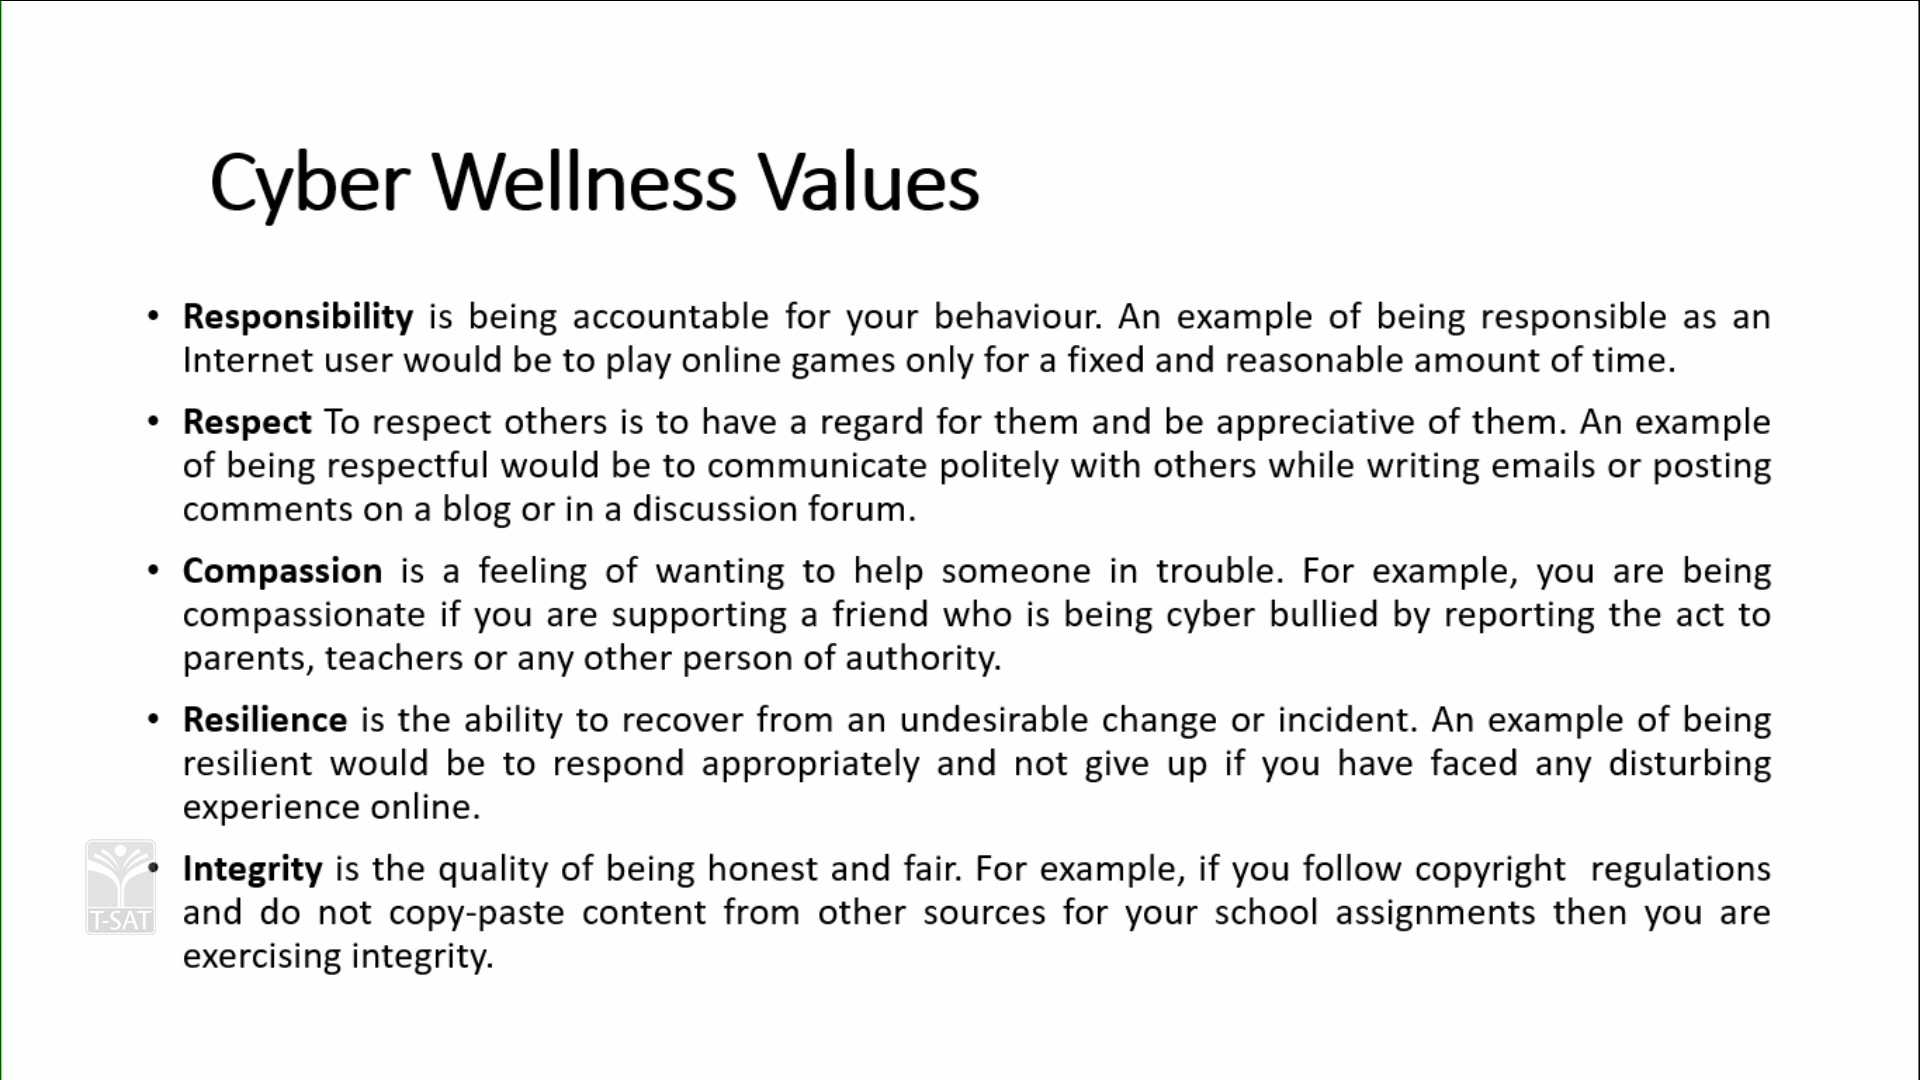 Cyber Wellness Values
• Responsibility is being accountable for your behaviour. An example of being responsible as an
Internet user would be to play online games only for a fixed and reasonable amount of time.
• Respect To respect others is to have a regard for them and be appreciative of them. An example
of being respectful would be to communicate politely with others while writing emails or posting
comments on a blog or in a discussion forum.
• Compassion is a feeling of wanting to help someone in trouble. For example, you are being
compassionate if you are supporting a friend who is being cyber bullied by reporting the act to
parents, teachers or any other person of authority.
• Resilience is the ability to recover from an undesirable change or incident. An example of being
resilient would be to respond appropriately and not give up if you have faced any disturbing
experience online.
• Integrity is the quality of being honest and fair. For example, if you follow copyright  regulations
and do not copy-paste content from other sources for your school assignments then you are
exercising integrity.
T-SAT